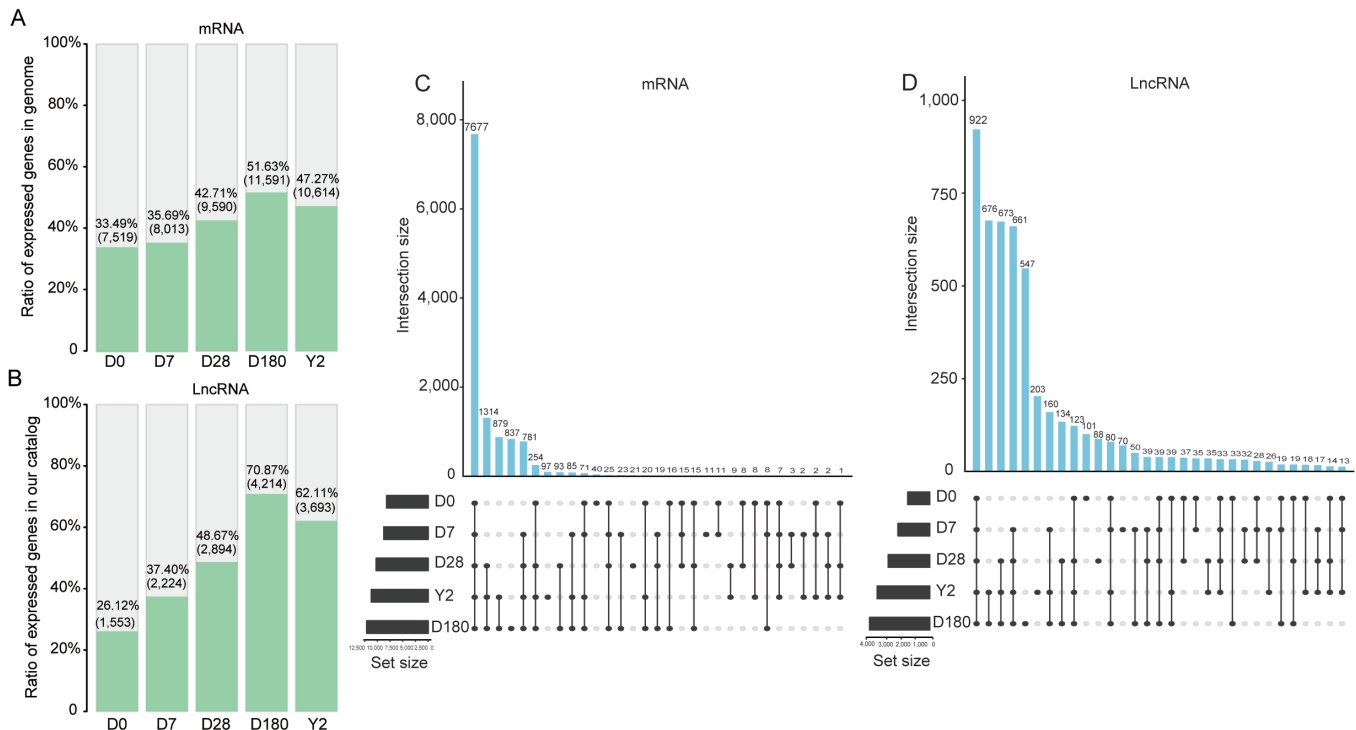 A
mRNA
Ratio of expressed genes in genome
100%
80%
60%
40%
20%
0
33.49%
(7,519)
35.69%
(8,013)
42.71%
(9,590)
51.63%
(11,591)
47.27%
(10,614)
D0
D7
D28
D180
Y2
B
LncRNA
Ratio of expressed genes in our catalog
100%
80%
60%
40%
20%
0
26.12%
(1,553)
37.40%
(2,224)
48.67%
(2,894)
70.87%
(4,214)
62.11%
(3,693)
D0
D7
D28
D180
Y2
C
mRNA
Intersection size
8,000
6,000
4,000
2,000
0
7677
1314
879
837
781
254
97 93 85 71 40 25 23 21 20 19 16 15 15 11 11 9 8 8 8 7 3 2 2 2 1
D0
D7
D28
Y2
D180
12,500 10,000 7,500 5,000 2,500 0
Set size
D
LncRNA
Intersection size
1,000
750
500
250
0
922
676 673
661
547
203
160
134
123
101
88 80 70 50 39 39 39 37 35 35 33 33 33 32 28 26 19 19 18 17 14 13
D0
D7
D28
Y2
D180
4,000 3,000 2,000 1,000 0
Set size